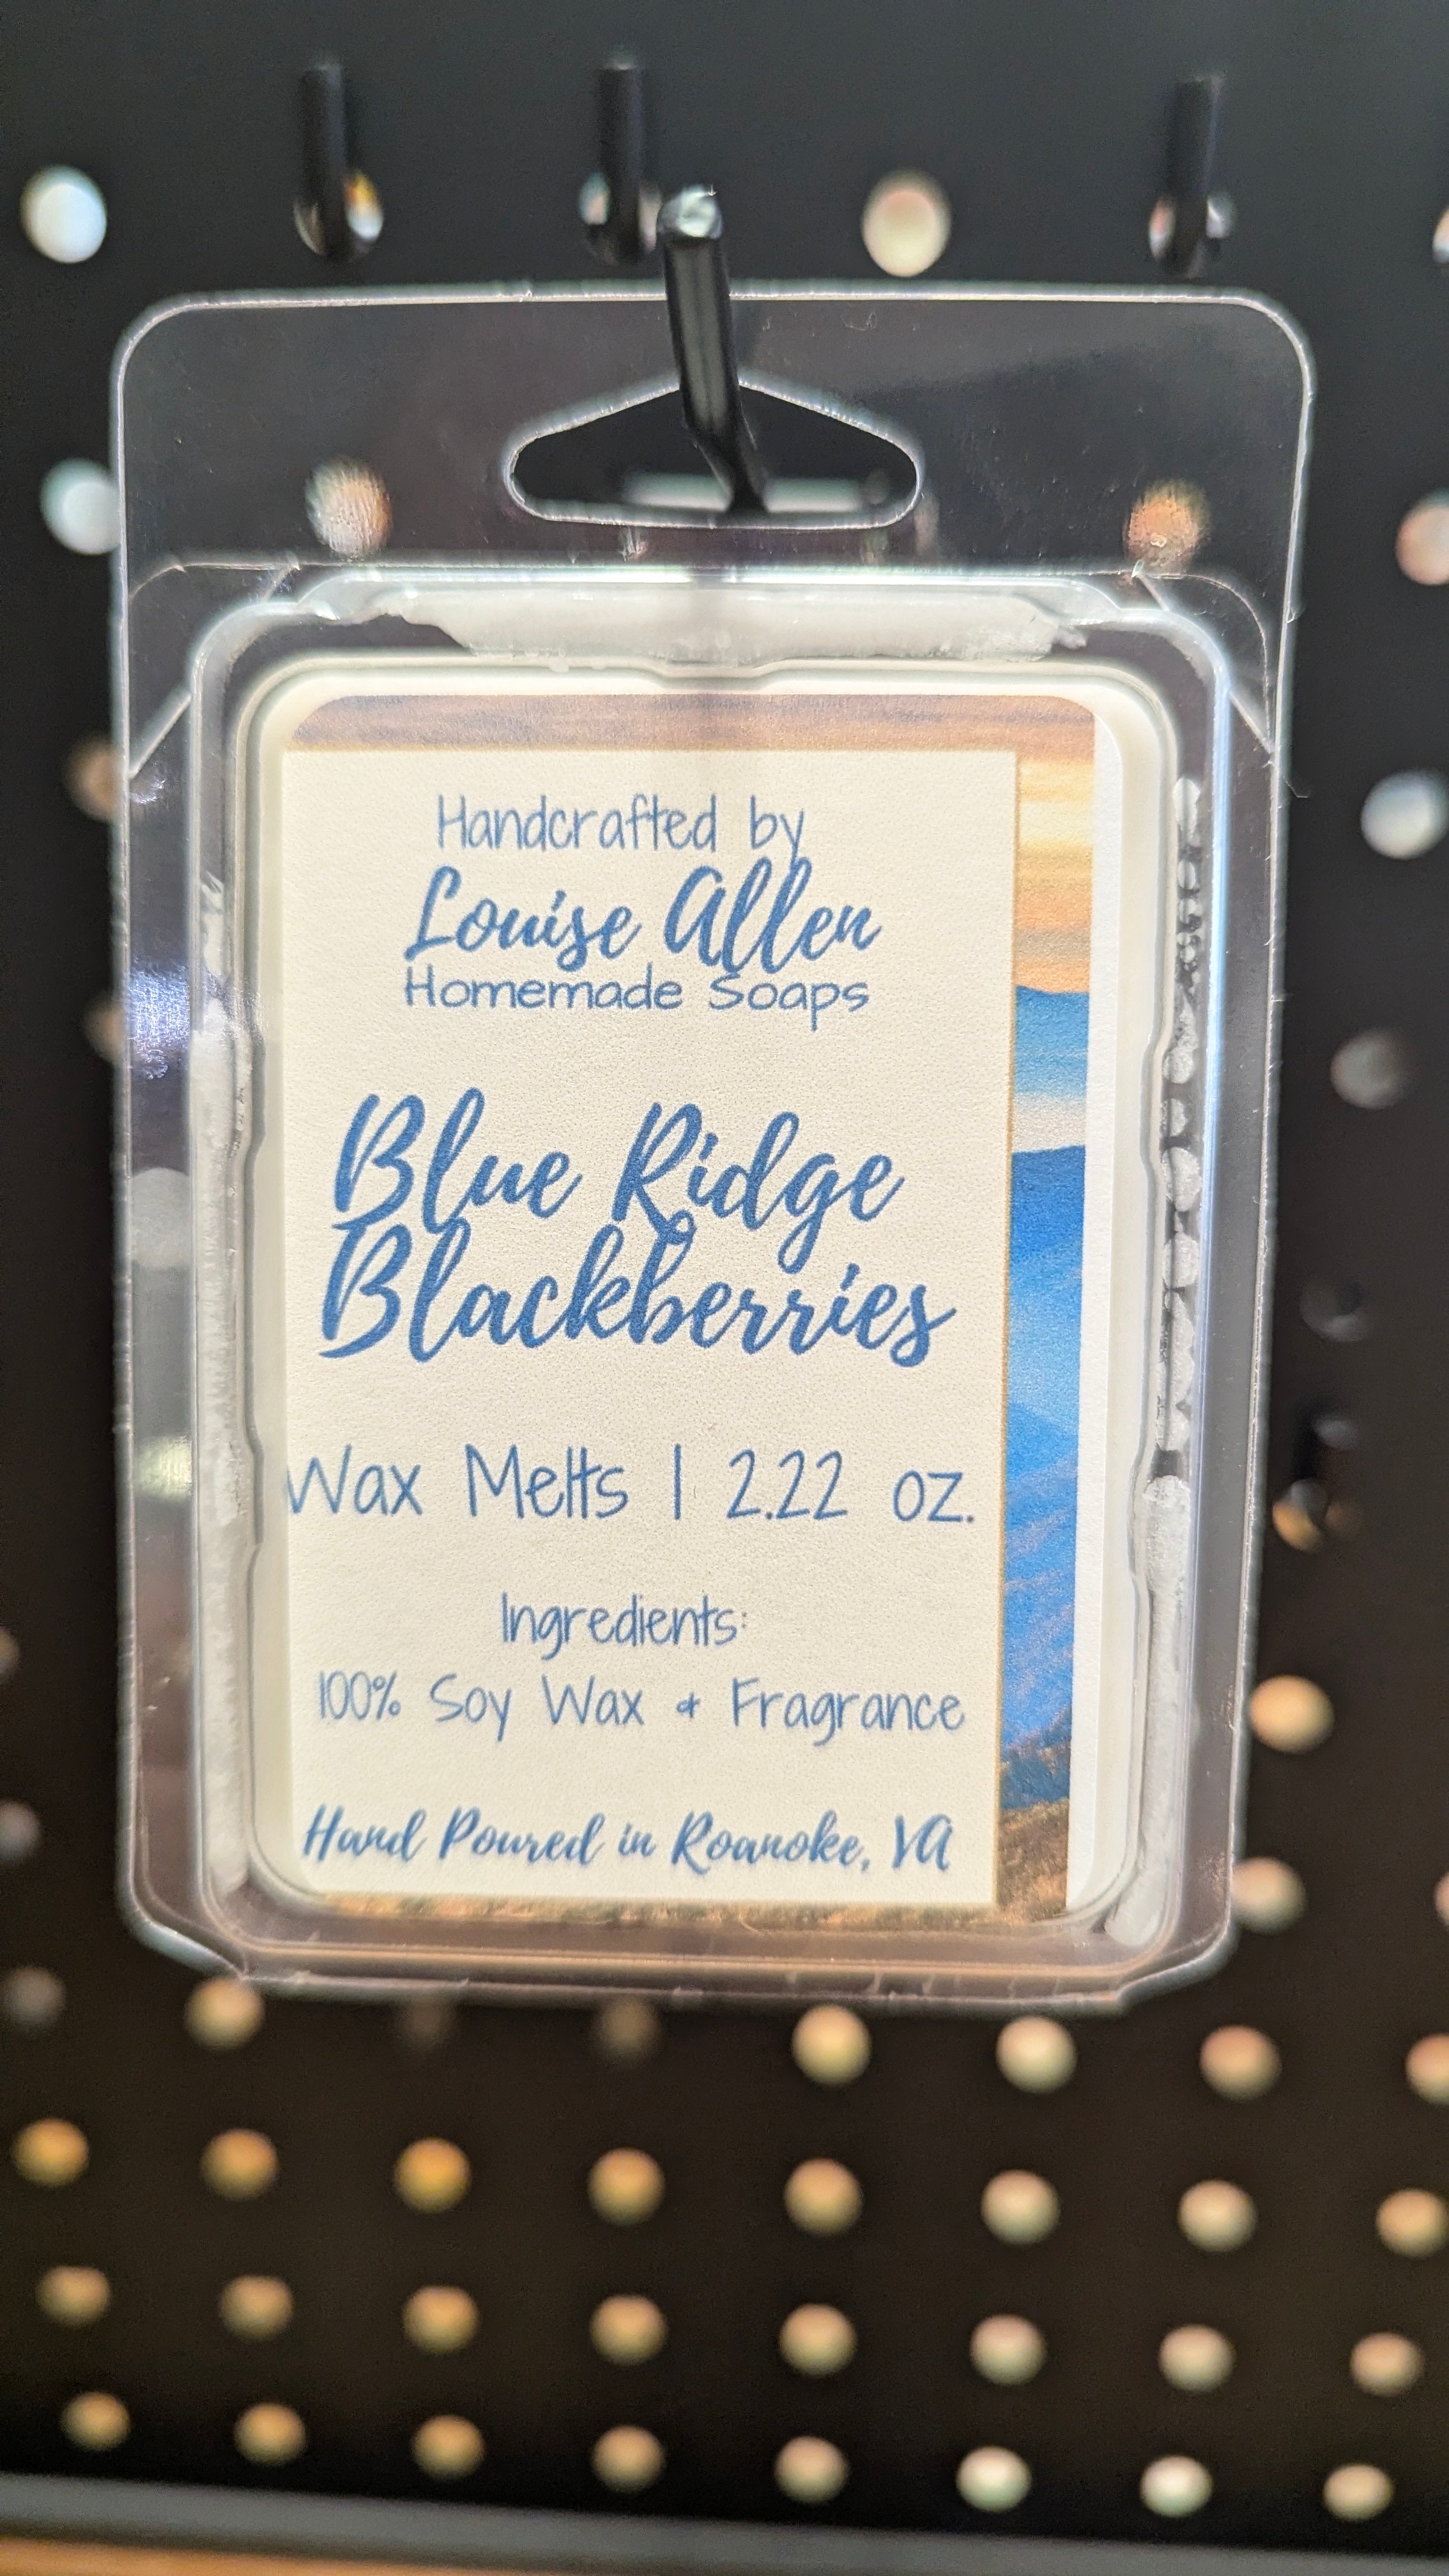 Handcrafted by
Louise Allen
Homemade Soaps
Blue Ridge
Blackberries
Wax Melts | 2.22 oz.
Ingredients:
100% Soy Wax + Fragrance
Hand Poured in Roanoke, VA